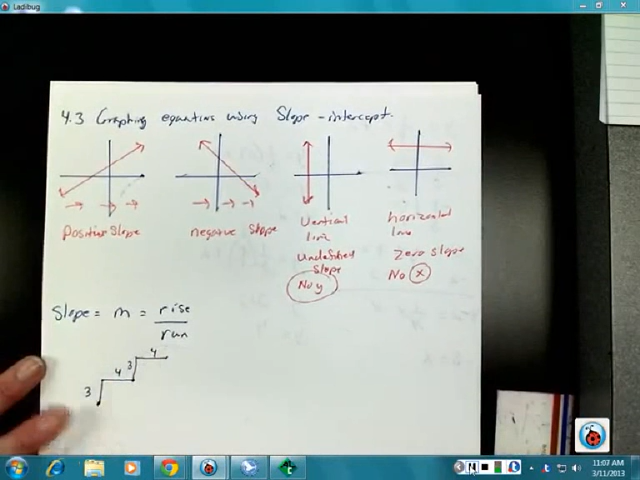 Ladibug
4.3 Graphing equations using Slope-intercept.
Positive Slope
negative Slope
Vertical
line
Undefined
Slope
No y
horizontal
line
Zero slope
No x
Slope = m = rise
run
3 4 3 4
11:07 AM
3/11/2013